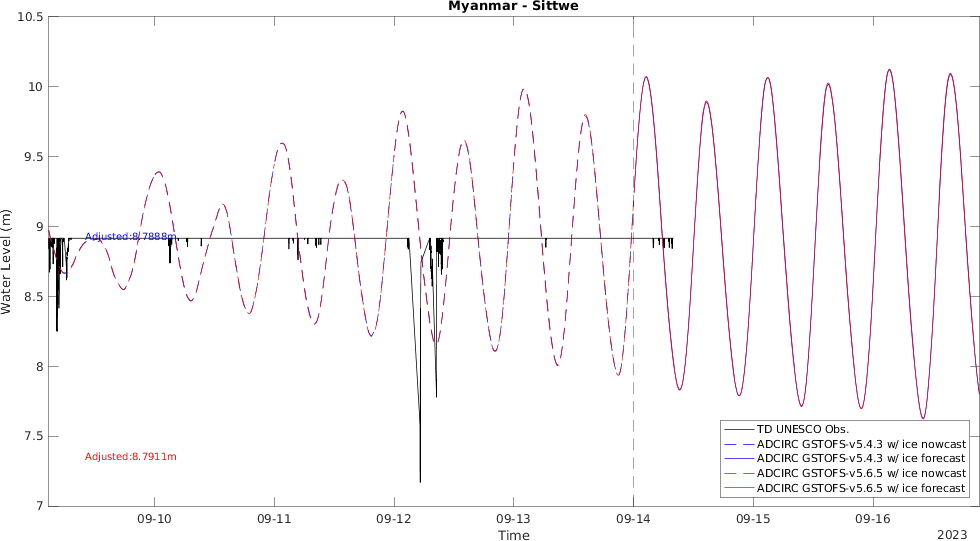 Myanmar - Sittwe
10.5
10
9.5
9
8.5
8
7.5
7
Water Level (m)
Adjusted:8.7888m
Adjusted:8.7911m
TD UNESCO Obs.
ADCIRC GSTOFS-v5.4.3 w/ ice nowcast
ADCIRC GSTOFS-v5.4.3 w/ ice forecast
ADCIRC GSTOFS-v5.6.5 w/ ice nowcast
ADCIRC GSTOFS-v5.6.5 w/ ice forecast
09-10 09-11 09-12 09-13 09-14 09-15 09-16
Time
2023